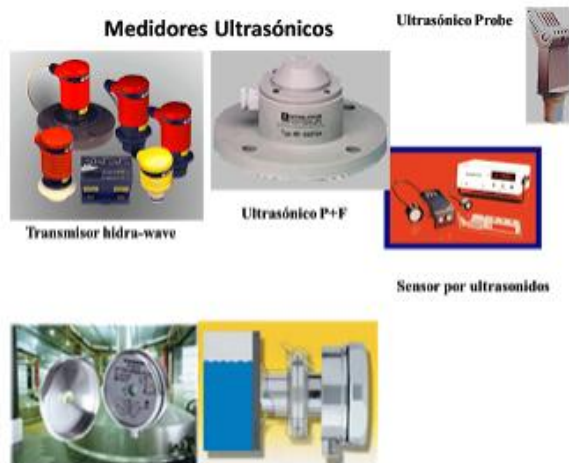 Medidores Ultrasónicos
Ultrasónico Probe
Transmisor hidra-wave
Ultrasónico P+F
Sensor por ultrasonidos